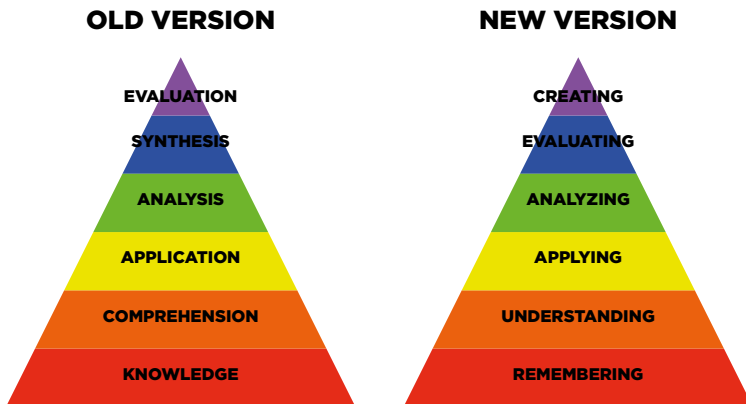 OLD VERSION
EVALUATION
SYNTHESIS
ANALYSIS
APPLICATION
COMPREHENSION
KNOWLEDGE
NEW VERSION
CREATING
EVALUATING
ANALYZING
APPLYING
UNDERSTANDING
REMEMBERING